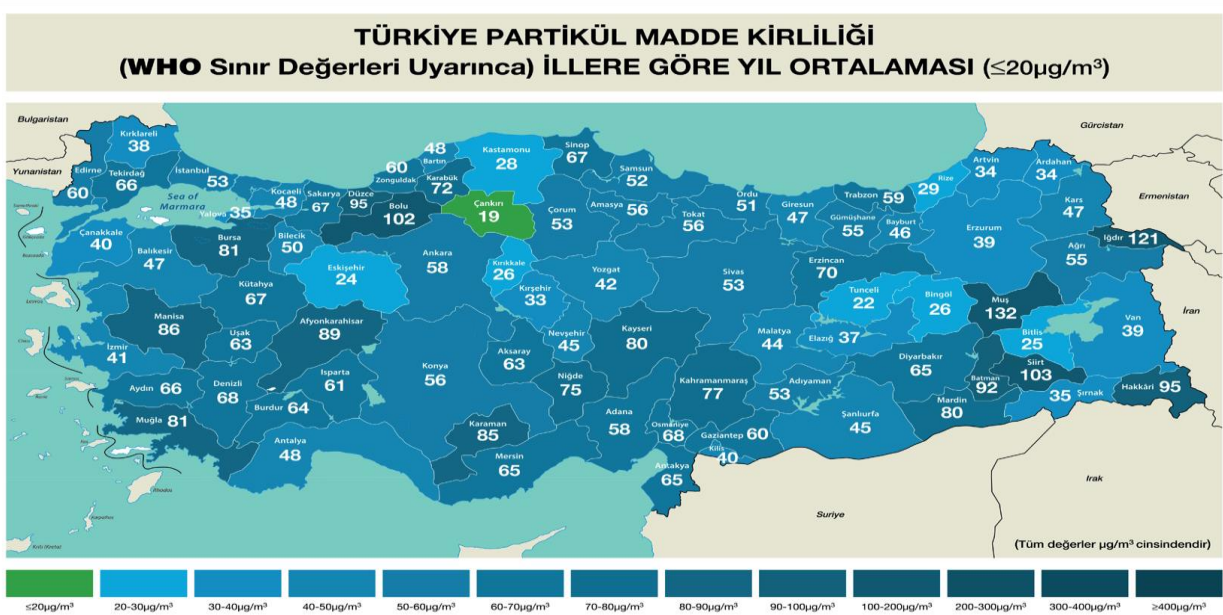 TÜRKİYE PARTİKÜL MADDE KİRLİLİĞİ
(WHO Sınır Değerleri Uyarınca) İLLERE GÖRE YIL ORTALAMASI (≤20µg/m³)
Bulgaristan
Yunanistan
Gürcistan
Ermenistan
İran
Irak
Suriye
Sea of
Marmara
Kırklareli
38
Edirne
60
Tekirdağ
66
İstanbul
53
Yalova 35
Kocaeli
48
Sakarya
67
Düzce
95
Bolu
102
60
Zonguldak
48
Bartın
Karabük
72
Kastamonu
28
Çankırı
19
Sinop
67
Samsun
52
Çorum
53
Amasya 56
Tokat
56
Ordu
51
Giresun
47
Trabzon 59
Gümüşhane
55
Bayburt
46
Rize
29
Artvin
34
Ardahan
34
Kars
47
Iğdır 121
Ağrı
55
Erzurum
39
Erzincan
70
Çanakkale
40
Balıkesir
47
Bursa
81
Bilecik
50
Eskişehir
24
Ankara
58
Kırıkkale
26
Kırşehir
33
Yozgat
42
Sivas
53
Tunceli
22
Bingöl
26
Muş
132
Bitlis
25
Van
39
Kütahya
67
Manisa
86
Uşak
63
Afyonkarahisar
89
İzmir
41
Aydın 66
Denizli
68
Isparta
61
Burdur 64
Muğla 81
Antalya
48
Konya
56
Aksaray
63
Nevşehir
45
Niğde
75
Kayseri
80
Karaman
85
Mersin
65
Adana
58
Osmaniye
68
Kahramanmaraş
77
Malatya
44
Elazığ 37
Adıyaman
53
Gaziantep 60
Kilis
40
Antakya
65
Şanlıurfa
45
Diyarbakır
65
Mardin
80
Batman
92
Siirt
103
35 Şırnak
Hakkâri 95
Rhodos
(Tüm değerler µg/m³ cinsindendir)
≤20µg/m³ 20-30µg/m³ 30-40µg/m³ 40-50µg/m³ 50-60µg/m³ 60-70µg/m³ 70-80µg/m³ 80-90µg/m³ 90-100µg/m³ 100-200µg/m³ 200-300µg/m³ 300-400µg/m³ ≥400µg/m³